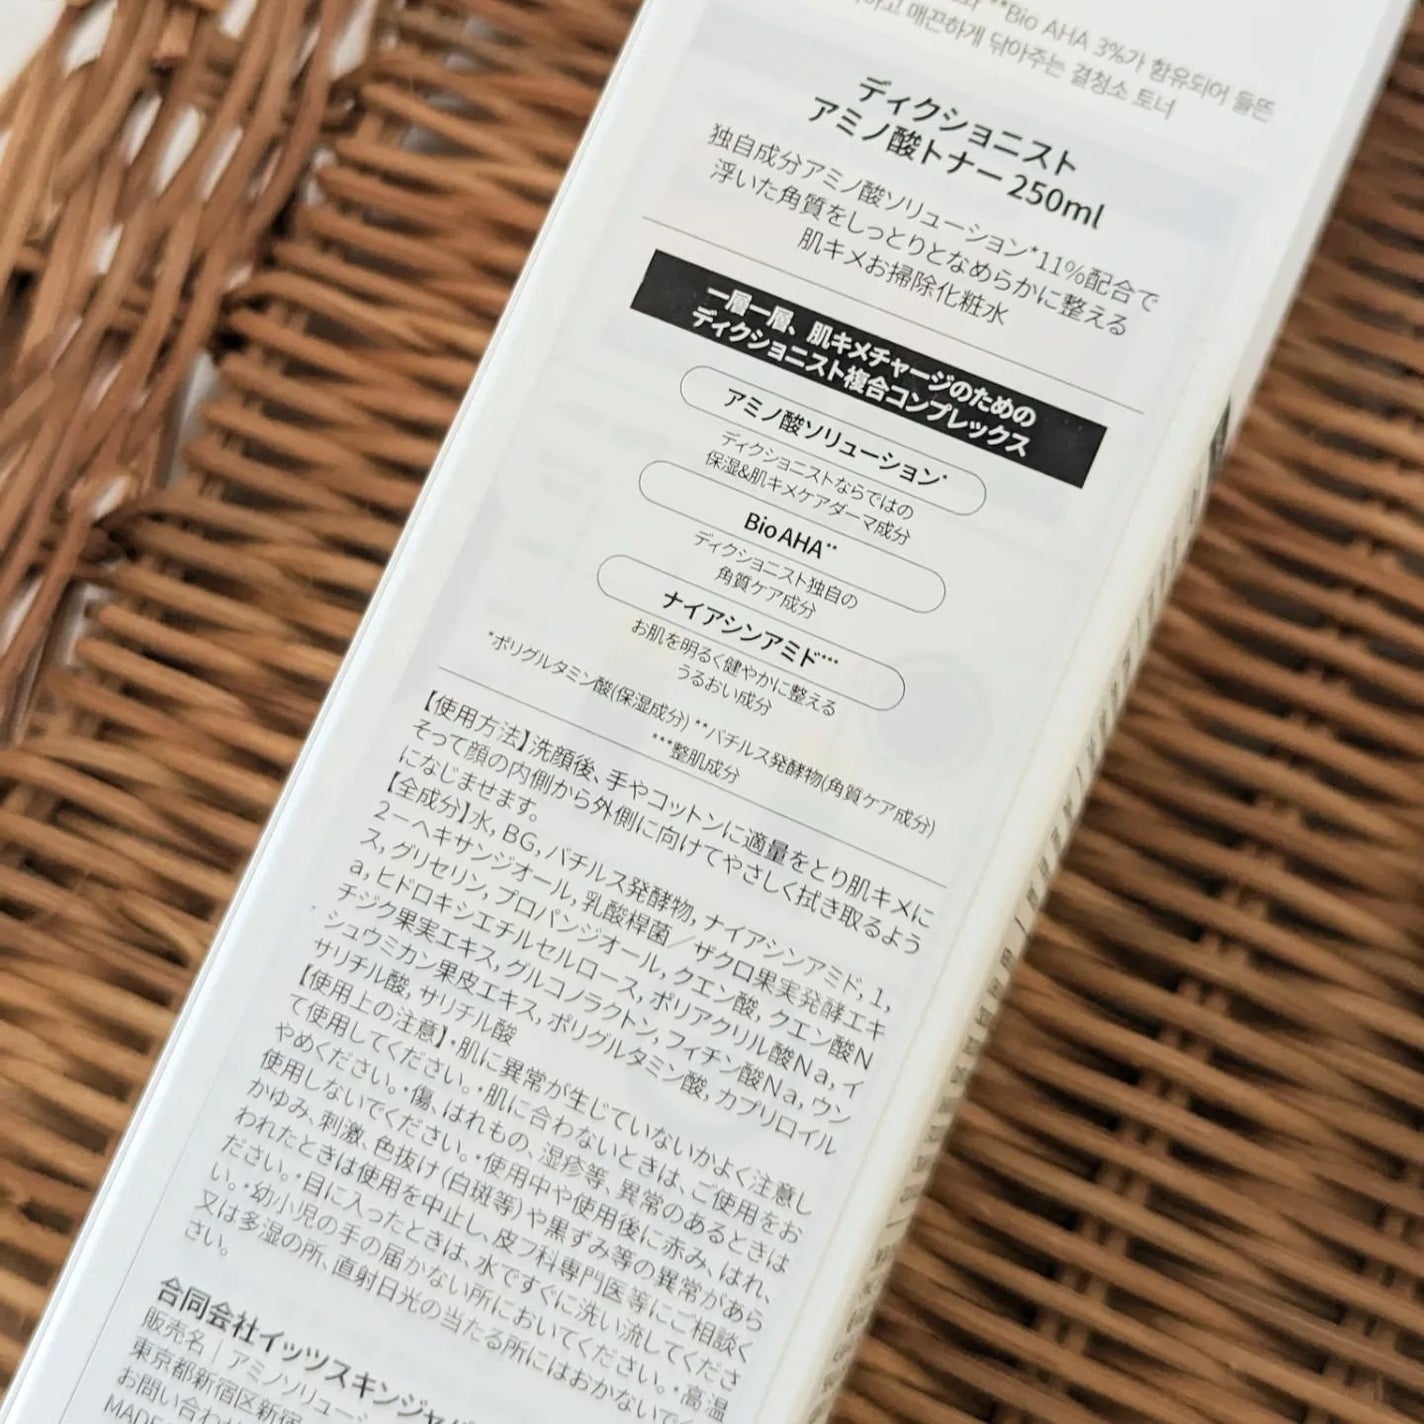 **Bio AHA 3%가 함유되어 들뜬
매끈하게 닦아주는 결청소 토너
ディクショニスト
アミノ酸トナー 250ml
独自成分アミノ酸ソリューション*11%配合で
浮いた角質をしっとりとなめらかに整える
肌キメお掃除化粧水
一層一層、肌キメチャージのための
ディクショニスト複合コンプレックス
アミノ酸ソリューション*
ディクショニストならではの
保湿&肌キメケアダーマ成分
Bio AHA**
ディクショニスト独自の
角質ケア成分
ナイアシンアミド***
お肌を明るく健やかに整える
うるおい成分
*ポリグルタミン酸(保湿成分) **バチルス発酵物(角質ケア成分)
***整肌成分
【使用方法】洗顔後、手やコットンに適量をとり肌キメに
そって顔の内側から外側に向けてやさしく拭き取るよう
になじませます。
【全成分】水, BG, バチルス発酵物, ナイアシンアミド, 1,
2－ヘキサンジオール, 乳酸桿菌／ザクロ果実発酵エキ
ス, グリセリン, プロパンジオール, クエン酸, クエン酸N
a, ヒドロキシエチルセルロース, ポリアクリル酸Na, イ
チジク果実エキス, グルコノラクトン, フィチン酸Na, ウン
シュウミカン果皮エキス, ポリグルタミン酸, カプリロイル
サリチル酸, サリチル酸
【使用上の注意】・肌に異常が生じていないかよく注意し
て使用してください。・肌に合わないときは、ご使用をお
やめください。・傷、はれもの、湿疹等、異常のあるときは
使用しないでください。・使用中や使用後に赤み、はれ、
かゆみ、刺激、色抜け(白斑等)や黒ずみ等の異常があら
われたときは使用を中止し、皮フ科専門医等にご相談く
ださい。・目に入ったときは、水ですぐに洗い流してくださ
い。・幼小児の手の届かない所においてください。・高温
又は多湿の所、直射日光の当たる所にはおかないでく
さい。
合同会社イッツスキンジャパ
販売名｜アミノソリュー
東京都新宿区新宿
お問い合わせ
MADE